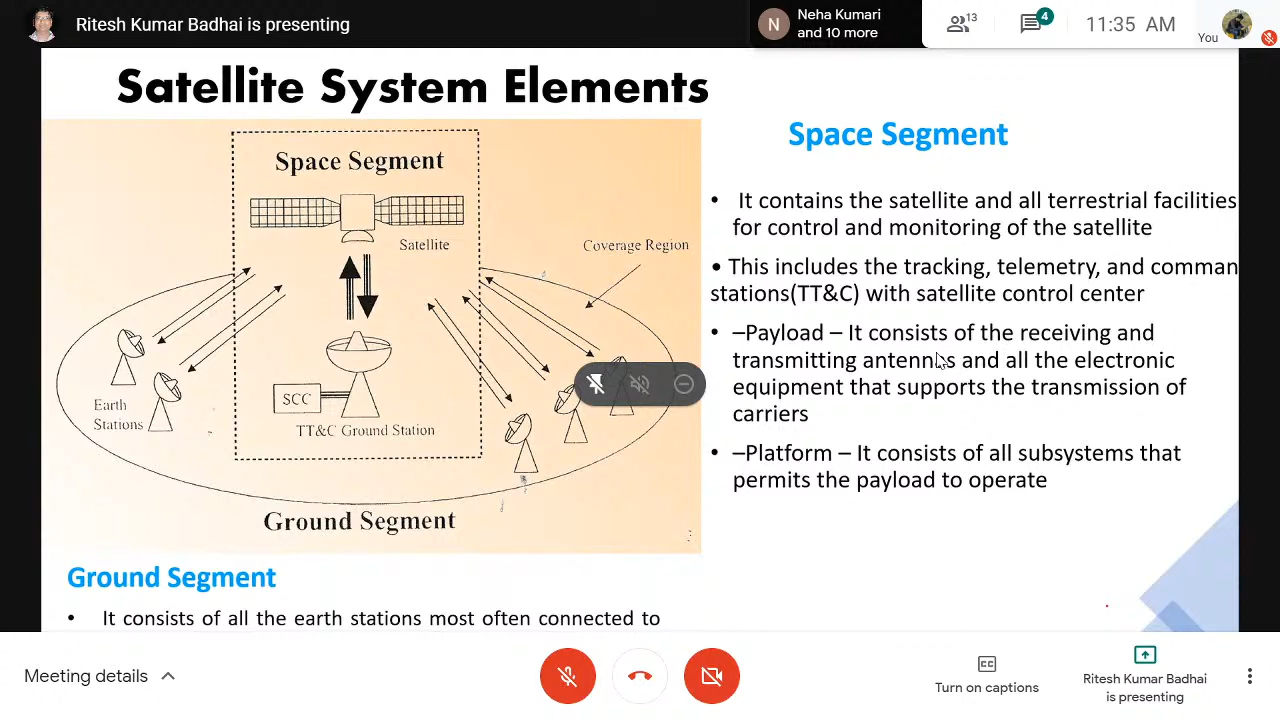 Ritesh Kumar Badhai is presenting
N
Neha Kumari
and 10 more
13
4
11:35 AM
You
Satellite System Elements
Space Segment
Satellite
Coverage Region
Earth
Stations
SCC
TT&C Ground Station
Ground Segment
Space Segment
• It contains the satellite and all terrestrial facilities
for control and monitoring of the satellite
• This includes the tracking, telemetry, and comman
stations(TT&C) with satellite control center
• –Payload – It consists of the receiving and
transmitting antennas and all the electronic
equipment that supports the transmission of
carriers
• –Platform – It consists of all subsystems that
permits the payload to operate
Ground Segment
• It consists of all the earth stations most often connected to
Meeting details
Turn on captions
Ritesh Kumar Badhai
is presenting